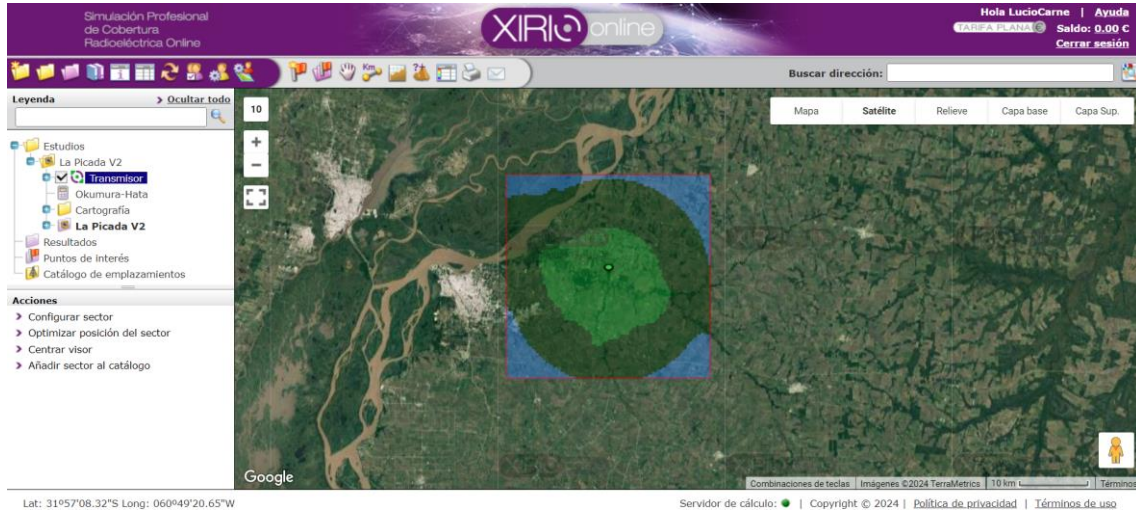 Simulación Profesional
de Cobertura
Radioeléctrica Online
XIRIO online
Hola LucioCarne | Ayuda
TARIFA PLANA € Saldo: 0.00 €
Cerrar sesión
Buscar dirección:
Leyenda > Ocultar todo
Estudios
La Picada V2
Transmisor
Okumura-Hata
Cartografía
La Picada V2
Resultados
Puntos de interés
Catálogo de emplazamientos
Acciones
> Configurar sector
> Optimizar posición del sector
> Centrar visor
> Añadir sector al catálogo
10
+
−
Mapa Satélite Relieve Capa base Capa Sup.
Google
Combinaciones de teclas Imágenes ©2024 TerraMetrics 10 km Términos
Lat: 31º57'08.32"S Long: 060º49'20.65"W
Servidor de cálculo: | Copyright © 2024 | Política de privacidad | Términos de uso